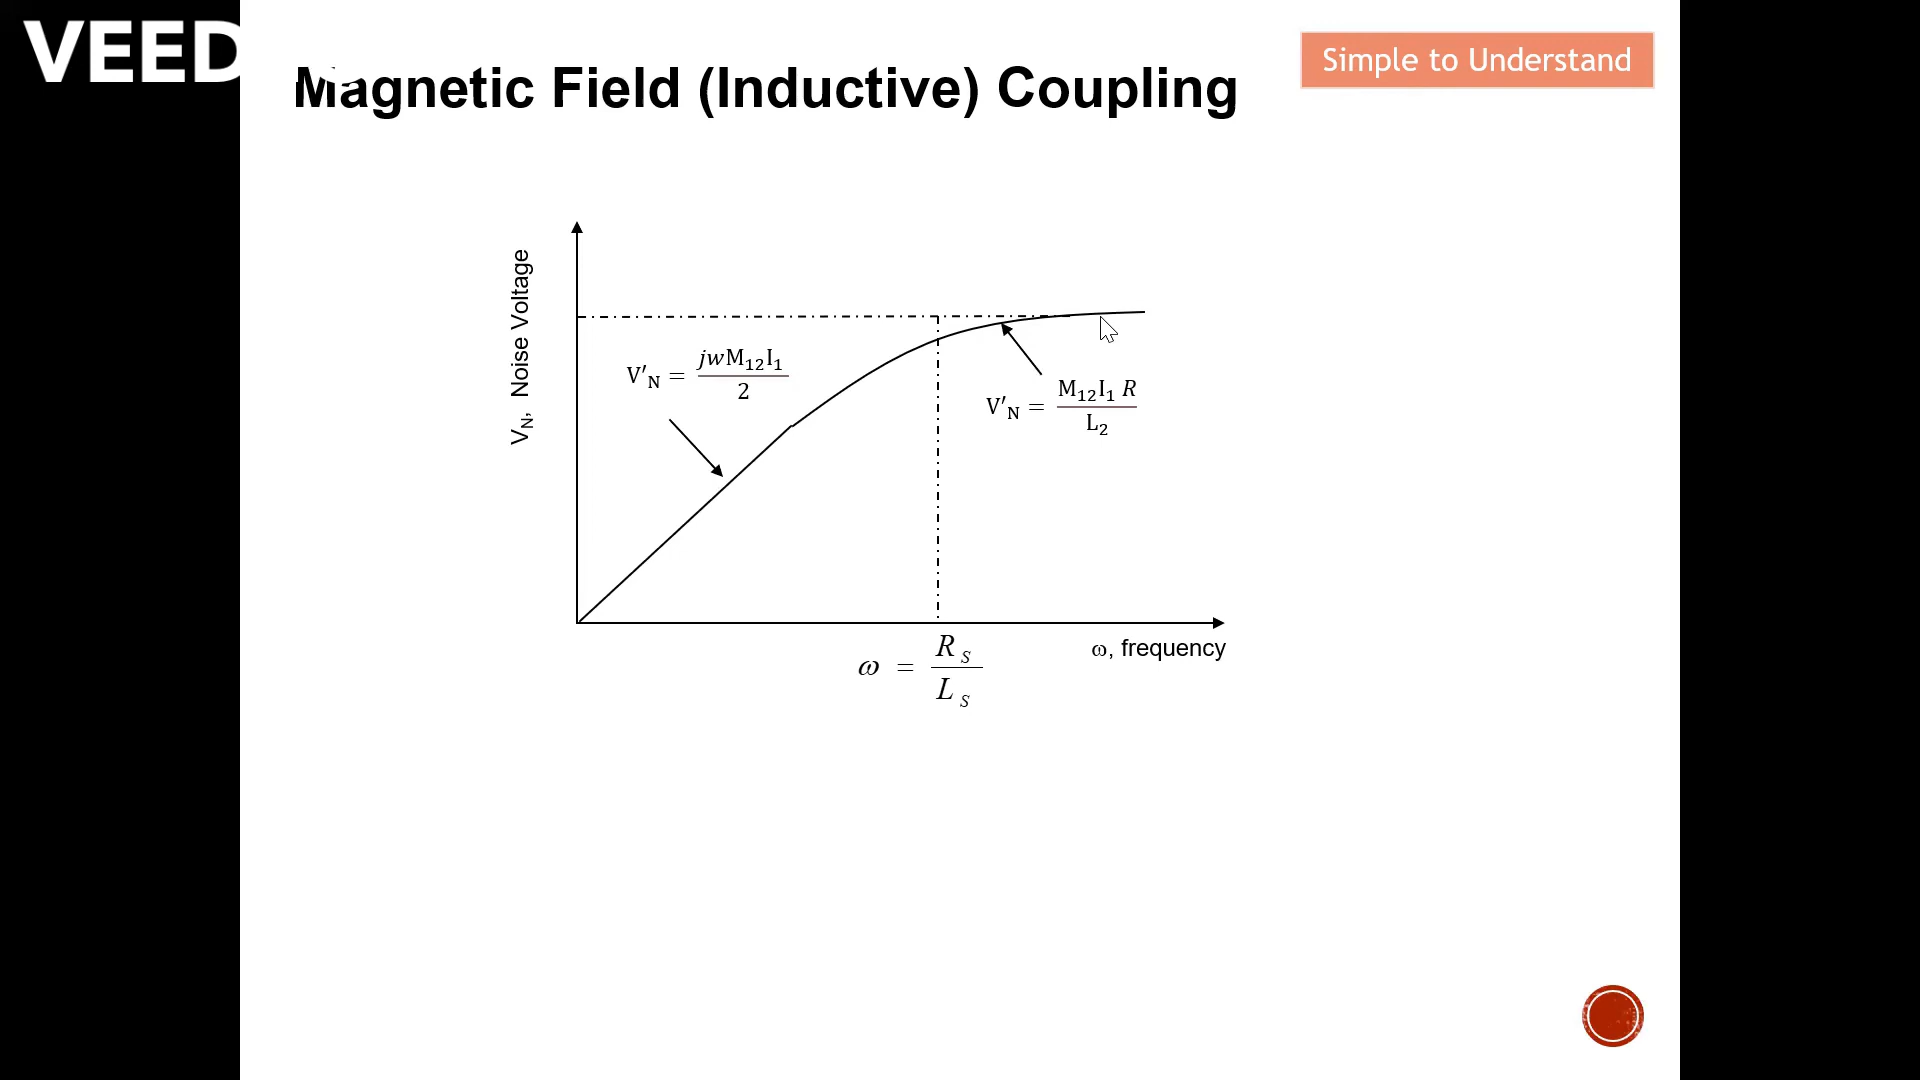 VEED
Simple to Understand
Magnetic Field (Inductive) Coupling
V_N, Noise Voltage
V′_N = jwM₁₂I₁ / 2
V′_N = M₁₂I₁ R / L₂
ω = R_S / L_S
ω, frequency